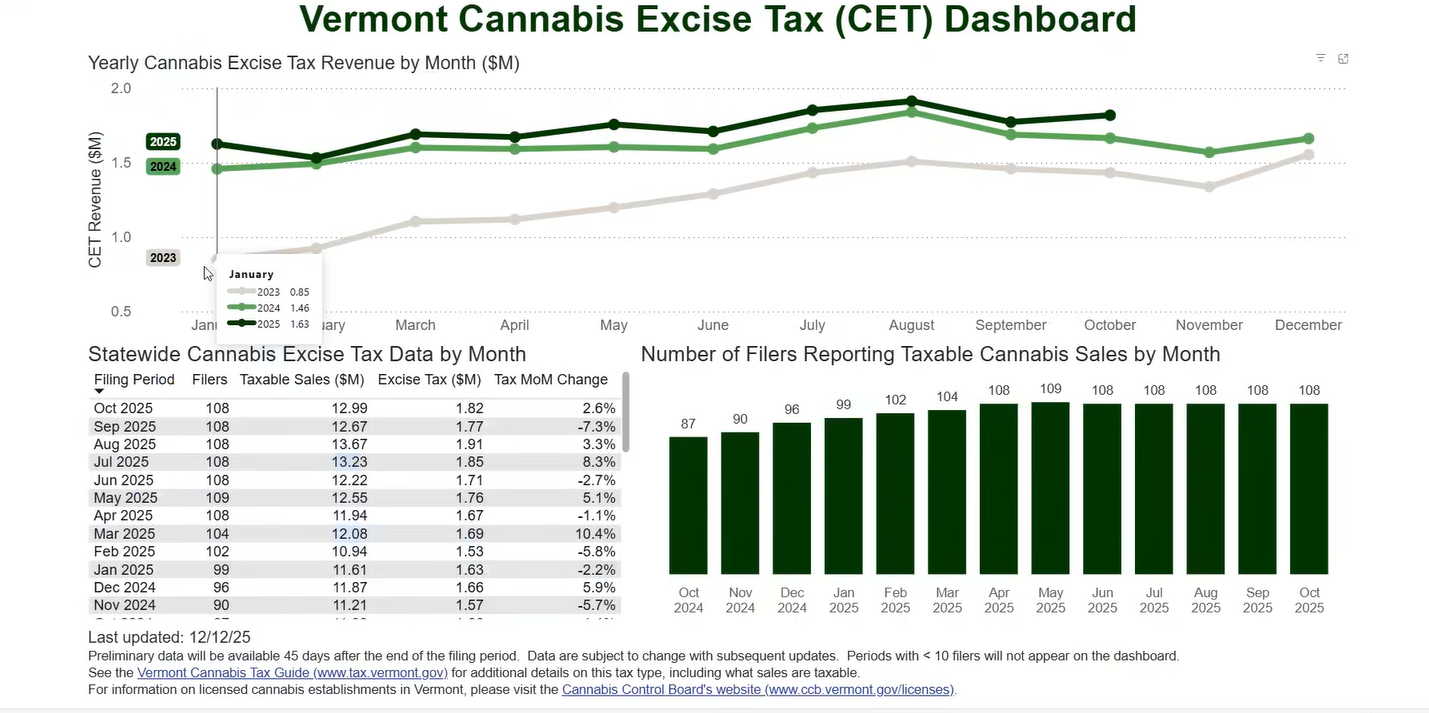 Vermont Cannabis Excise Tax (CET) Dashboard
Yearly Cannabis Excise Tax Revenue by Month ($M)
CET Revenue ($M)
2.0
1.5
1.0
0.5
2025
2024
2023
January
2023 0.85
2024 1.46
2025 1.63
March April May June July August September October November December
Statewide Cannabis Excise Tax Data by Month
Filing Period Filers Taxable Sales ($M) Excise Tax ($M) Tax MoM Change
Oct 2025 108 12.99 1.82 2.6%
Sep 2025 108 12.67 1.77 -7.3%
Aug 2025 108 13.67 1.91 3.3%
Jul 2025 108 13.23 1.85 8.3%
Jun 2025 108 12.22 1.71 -2.7%
May 2025 109 12.55 1.76 5.1%
Apr 2025 108 11.94 1.67 -1.1%
Mar 2025 104 12.08 1.69 10.4%
Feb 2025 102 10.94 1.53 -5.8%
Jan 2025 99 11.61 1.63 -2.2%
Dec 2024 96 11.87 1.66 5.9%
Nov 2024 90 11.21 1.57 -5.7%
Number of Filers Reporting Taxable Cannabis Sales by Month
87 90 96 99 102 104 108 109 108 108 108 108 108
Oct Nov Dec Jan Feb Mar Apr May Jun Jul Aug Sep Oct
2024 2024 2024 2025 2025 2025 2025 2025 2025 2025 2025 2025 2025
Last updated: 12/12/25
Preliminary data will be available 45 days after the end of the filing period. Data are subject to change with subsequent updates. Periods with < 10 filers will not appear on the dashboard.
See the Vermont Cannabis Tax Guide (www.tax.vermont.gov) for additional details on this tax type, including what sales are taxable.
For information on licensed cannabis establishments in Vermont, please visit the Cannabis Control Board's website (www.ccb.vermont.gov/licenses).